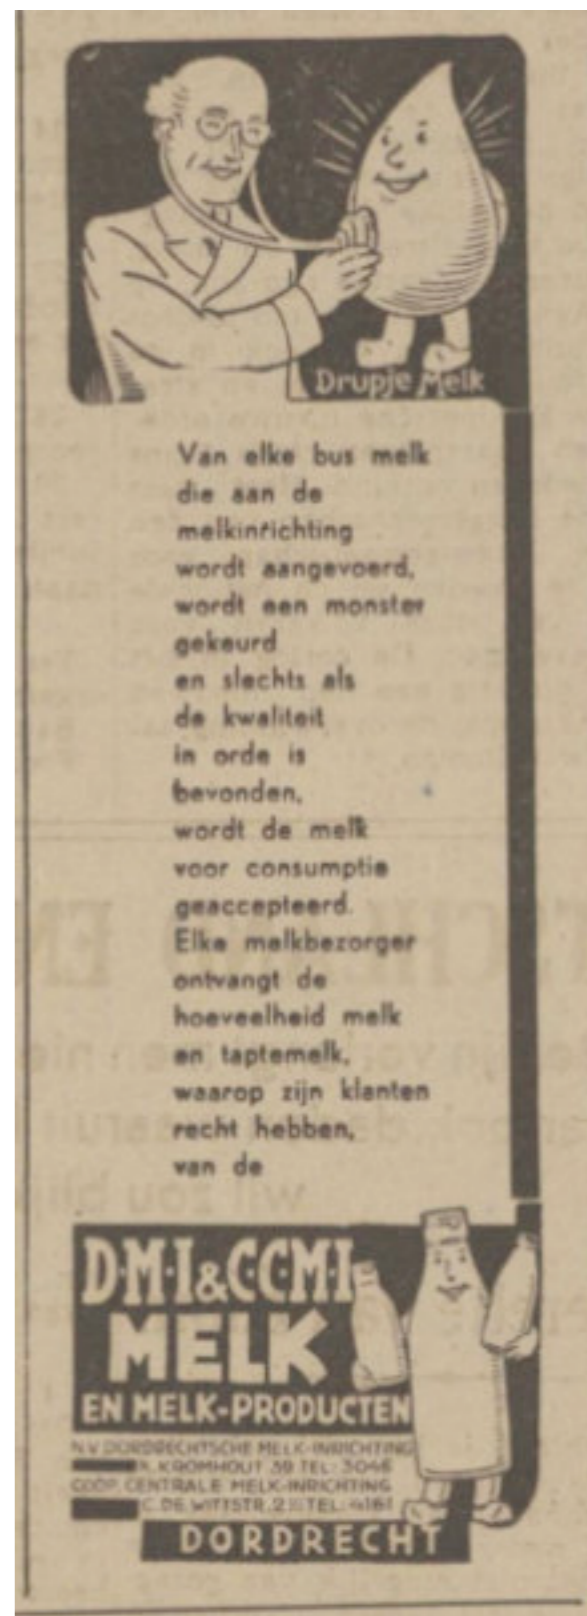 Drupje Melk
Van elke bus melk
die aan de
melkinrichting
wordt aangevoerd,
wordt een monster
gekeurd
en slechts als
de kwaliteit
in orde is
bevonden,
wordt de melk
voor consumptie
geaccepteerd.
Elke melkbezorger
ontvangt de
hoeveelheid melk
en taptemelk,
waarop zijn klanten
recht hebben,
van de
D·M·I & C·C·M·I
MELK
EN MELK-PRODUCTEN
N.V. DORDRECHTSCHE MELK-INRICHTING
KROMHOUT 59 TEL: 3046
COÖP. CENTRALE MELK-INRICHTING
C. DE WITTSTR. TEL: 4161
DORDRECHT